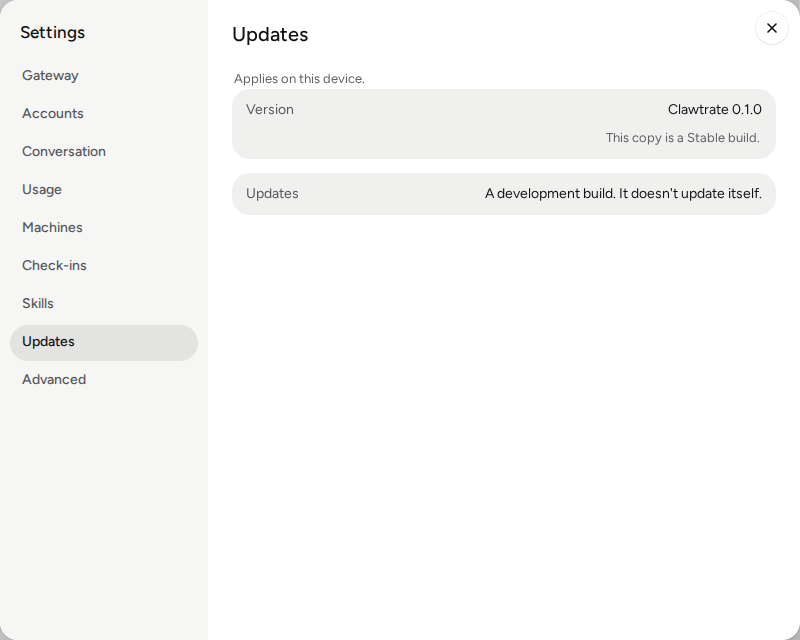 Settings
Gateway
Accounts
Conversation
Usage
Machines
Check-ins
Skills
Updates
Advanced
Updates
Applies on this device.
Version Clawtrate 0.1.0
This copy is a Stable build.
Updates A development build. It doesn't update itself.